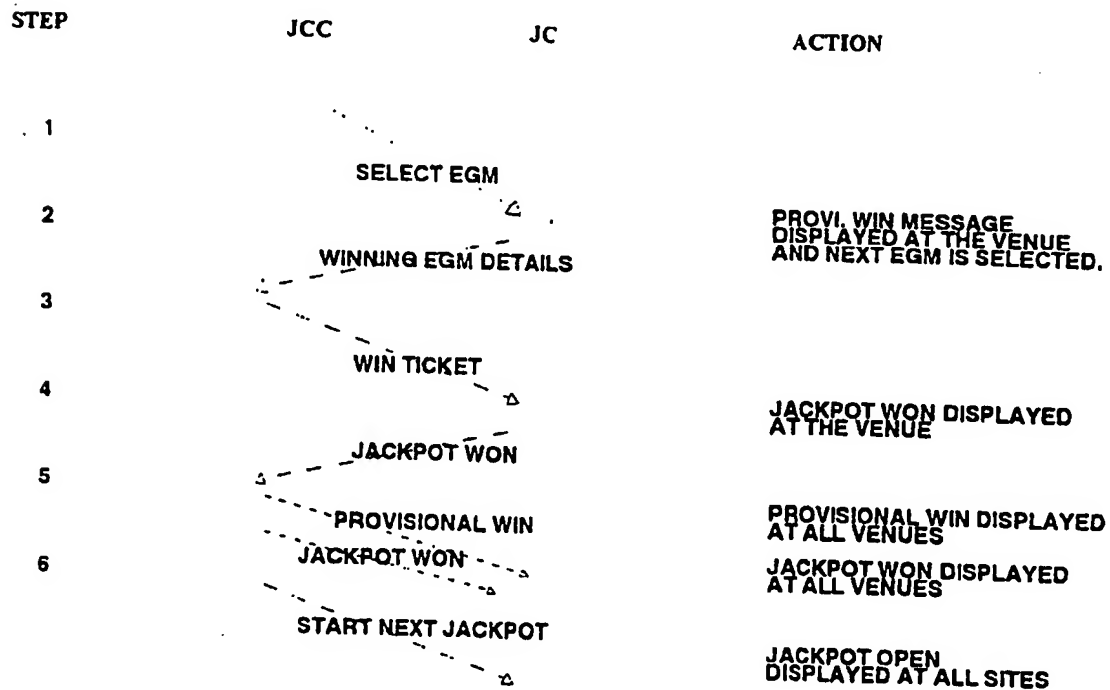 STEP JCC JC ACTION
1
SELECT EGM
2
PROVI. WIN MESSAGE
DISPLAYED AT THE VENUE
AND NEXT EGM IS SELECTED.
WINNING EGM DETAILS
3
WIN TICKET
4
JACKPOT WON DISPLAYED
AT THE VENUE
JACKPOT WON
5
PROVISIONAL WIN
PROVISIONAL WIN DISPLAYED
AT ALL VENUES
JACKPOT WON
6
JACKPOT WON DISPLAYED
AT ALL VENUES
START NEXT JACKPOT
JACKPOT OPEN
DISPLAYED AT ALL SITES